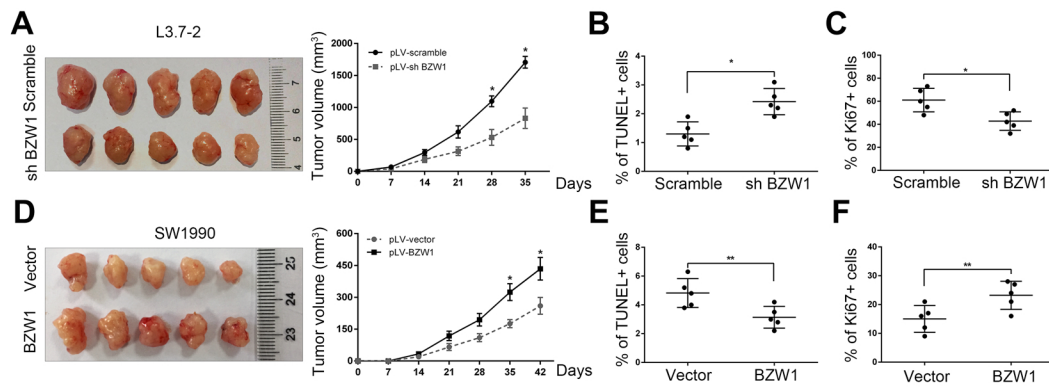 A
L3.7-2
Scramble
sh BZW1
7
6
5
4
Tumor volume (mm³)
2000
1500
1000
500
0
pLV-scramble
pLV-sh BZW1
*
*
0 7 14 21 28 35 Days
B
% of TUNEL+ cells
4
3
2
1
0
*
Scramble sh BZW1
C
% of Ki67+ cells
100
80
60
40
20
0
*
Scramble sh BZW1
D
SW1990
Vector
BZW1
25
24
23
Tumor volume (mm³)
600
450
300
150
0
pLV-vector
pLV-BZW1
*
*
0 7 14 21 28 35 42 Days
E
% of TUNEL+ cells
8
6
4
2
0
**
Vector BZW1
F
% of Ki67+ cells
40
30
20
10
0
**
Vector BZW1